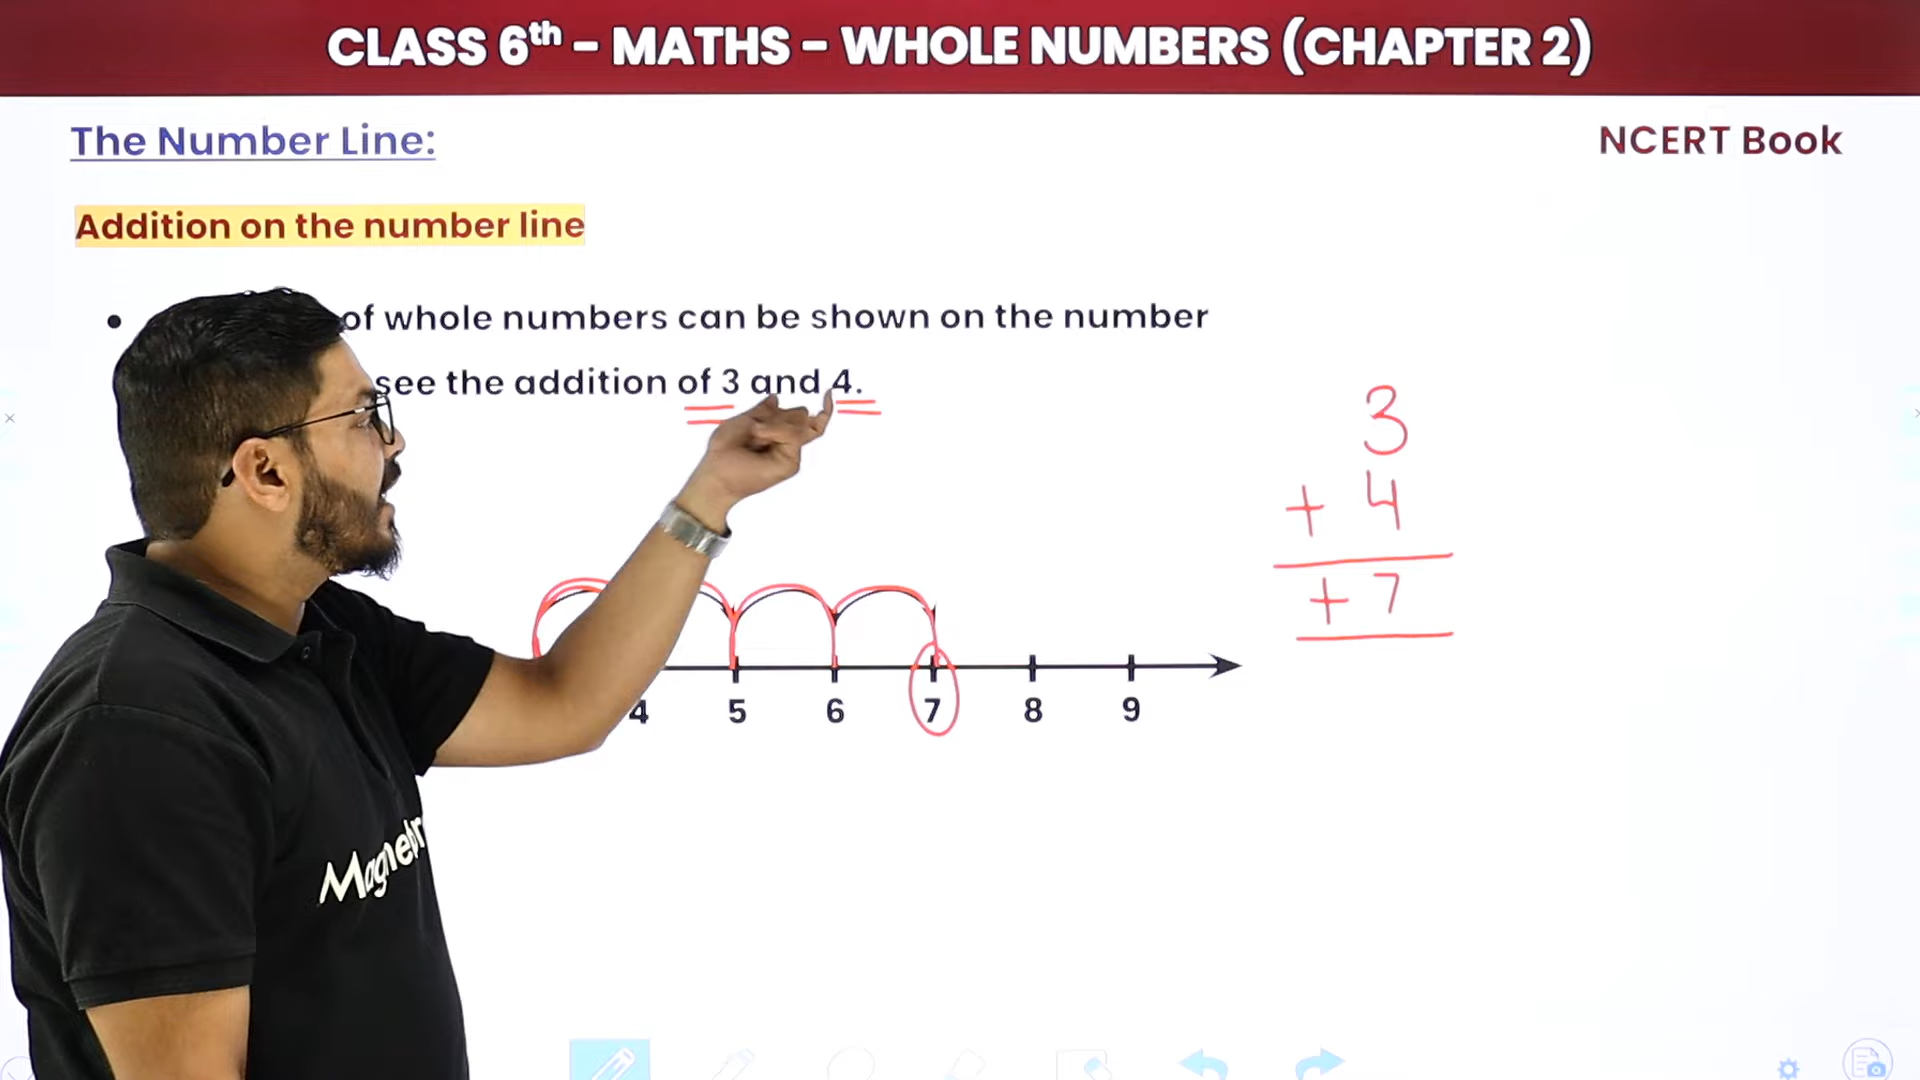 CLASS 6th - MATHS - WHOLE NUMBERS (CHAPTER 2)
The Number Line:
NCERT Book
Addition on the number line
• of whole numbers can be shown on the number
see the addition of 3 and 4.
3
+ 4
+ 7
4 5 6 7 8 9